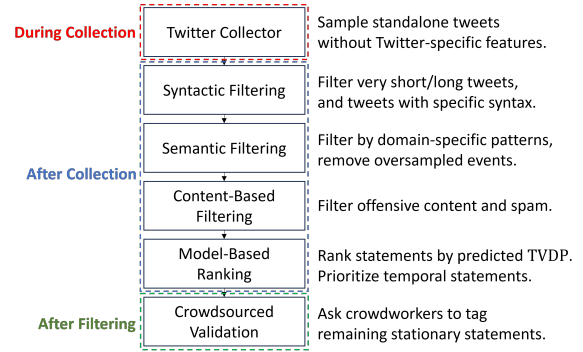 During Collection
Twitter Collector
Sample standalone tweets
without Twitter-specific features.
Syntactic Filtering
Filter very short/long tweets,
and tweets with specific syntax.
Semantic Filtering
Filter by domain-specific patterns,
remove oversampled events.
After Collection
Content-Based
Filtering
Filter offensive content and spam.
Model-Based
Ranking
Rank statements by predicted TVDP.
Prioritize temporal statements.
After Filtering
Crowdsourced
Validation
Ask crowdworkers to tag
remaining stationary statements.